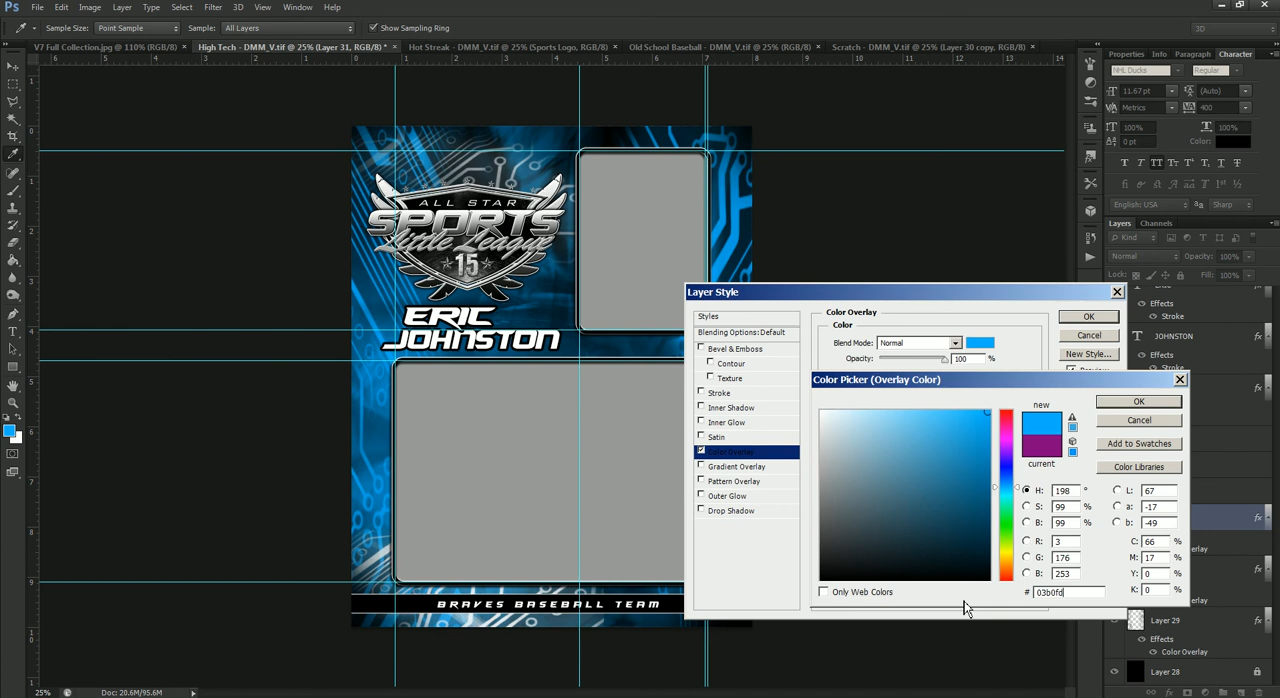 Ps File Edit Image Layer Type Select Filter 3D View Window Help
Sample Size: Point Sample Sample: All Layers Show Sampling Ring 3D
V7 Full Collection.jpg @ 110% (RGB/8) × High Tech - DMM_V.tif @ 25% (Layer 31, RGB/8) * × Hot Streak - DMM_V.tif @ 25% (Sports Logo, RGB/8) × Old School Baseball - DMM_V.tif @ 25% (RGB/8) × Scratch - DMM_V.tif @ 25% (Layer 30 copy, RGB/8) ×
Properties Info Paragraph Character
NHL Ducks Regular
11.67 pt (Auto)
Metrics 400
100% 100%
0 pt Color:
English: USA Sharp
Layers Channels
Kind
Normal Opacity: 100%
Lock: Fill: 100%
Effects
Stroke
JOHNSTON
Effects
ALL STAR
SPORTS
Little League
15
ERIC
JOHNSTON
BRAVES BASEBALL TEAM
Layer Style
Styles
Blending Options: Default
Bevel & Emboss
Contour
Texture
Stroke
Inner Shadow
Inner Glow
Satin
Color Overlay
Gradient Overlay
Pattern Overlay
Outer Glow
Drop Shadow
Color Overlay
Color
Blend Mode: Normal
Opacity: 100 %
OK
Cancel
New Style...
Color Picker (Overlay Color)
new
current
OK
Cancel
Add to Swatches
Color Libraries
H: 198 ° L: 67
S: 99 % a: -17
B: 99 % b: -49
R: 3 C: 66 %
G: 176 M: 17 %
B: 253 Y: 0 %
# 03b0fd K: 0 %
Only Web Colors
fx
erlay
fx
erlay
Layer 29 fx
Effects
Color Overlay
Layer 28
25% Doc: 20.6M/95.6M